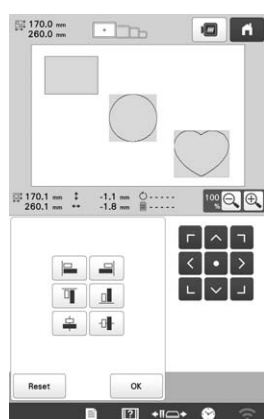 170.0 mm
260.0 mm
170.1 mm -1.1 mm -----
260.1 mm -1.8 mm -----
100 %
Reset OK